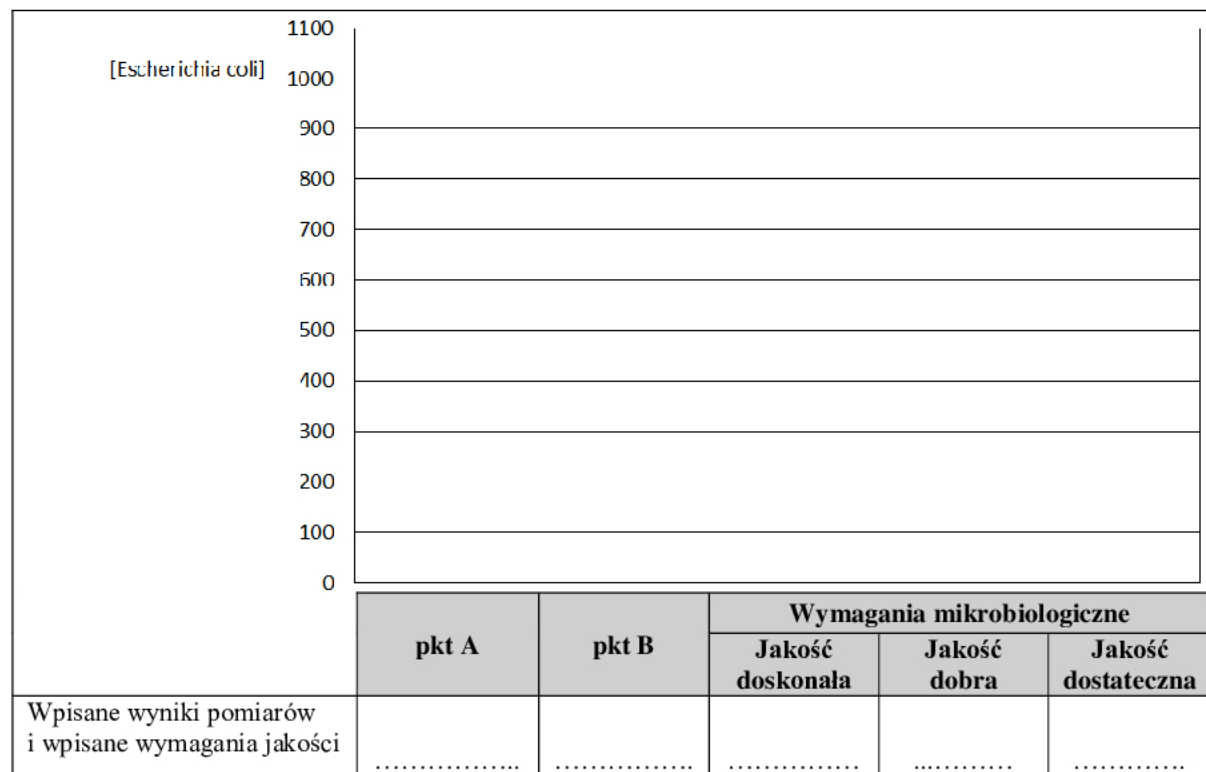 1100
[Escherichia coli] 1000
900
800
700
600
500
400
300
200
100
0
pkt A pkt B Wymagania mikrobiologiczne
Jakość doskonała Jakość dobra Jakość dostateczna
Wpisane wyniki pomiarów
i wpisane wymagania jakości
…………….. ……………. …………… ...……… ………….